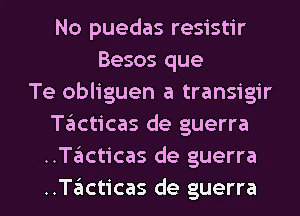 No puedas resistir
Besos que
Te obliguen a transigir
Tácticas de guerra
..Tácticas de guerra
..Tácticas de guerra